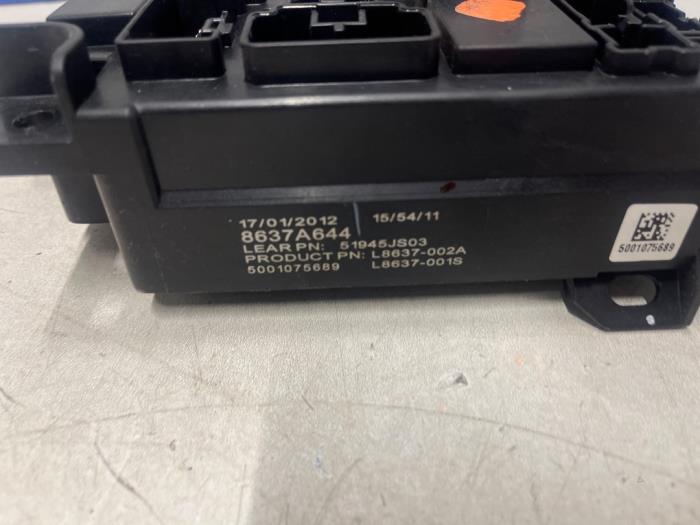 17/01/2012 15/54/11
8637A644
LEAR PN: 51945JS03
PRODUCT PN: L8637-002A
5001075689 L8637-001S
5001075689